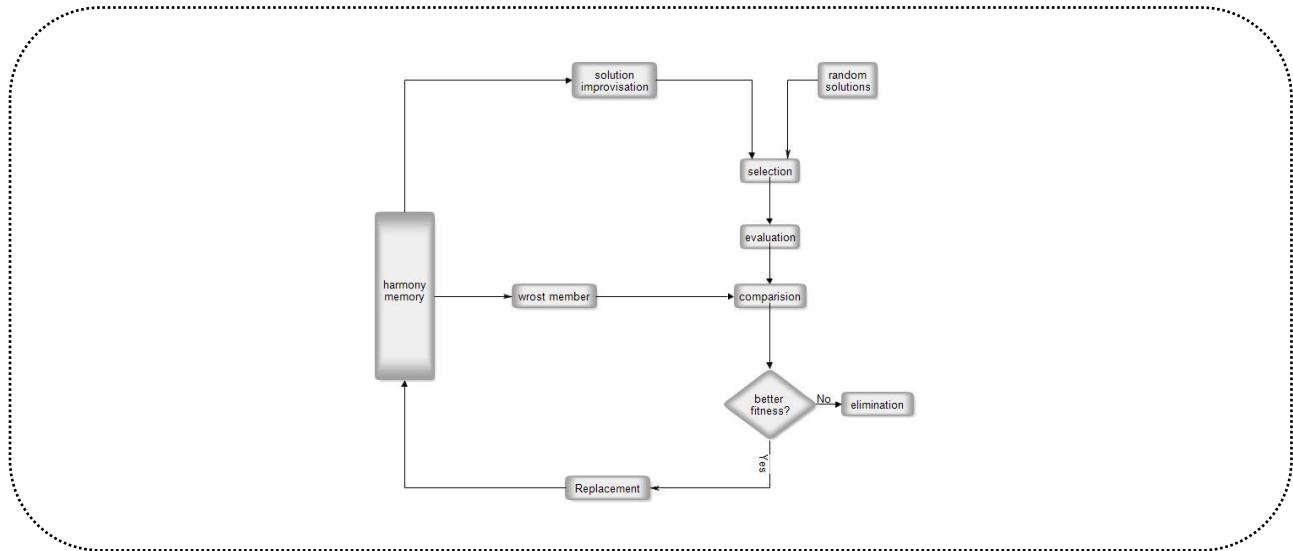 solution
improvisation
random
solutions
selection
evaluation
harmony
memory
wrost member
comparision
better
fitness?
No
elimination
Yes
Replacement